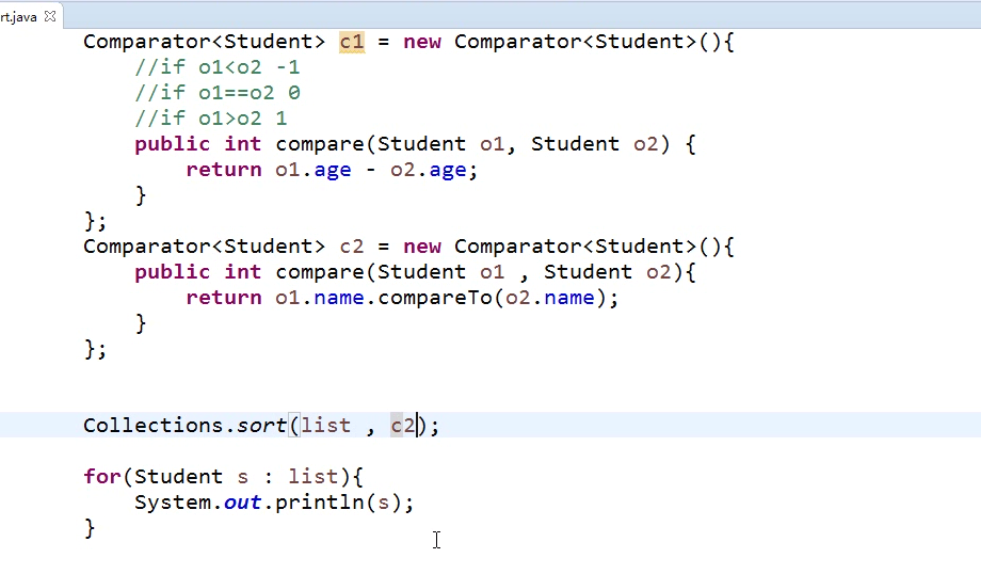 rt.java
Comparator<Student> c1 = new Comparator<Student>(){
//if o1<o2 -1
//if o1==o2 0
//if o1>o2 1
public int compare(Student o1, Student o2) {
return o1.age - o2.age;
}
};
Comparator<Student> c2 = new Comparator<Student>(){
public int compare(Student o1 , Student o2){
return o1.name.compareTo(o2.name);
}
};
Collections.sort(list , c2);
for(Student s : list){
System.out.println(s);
}